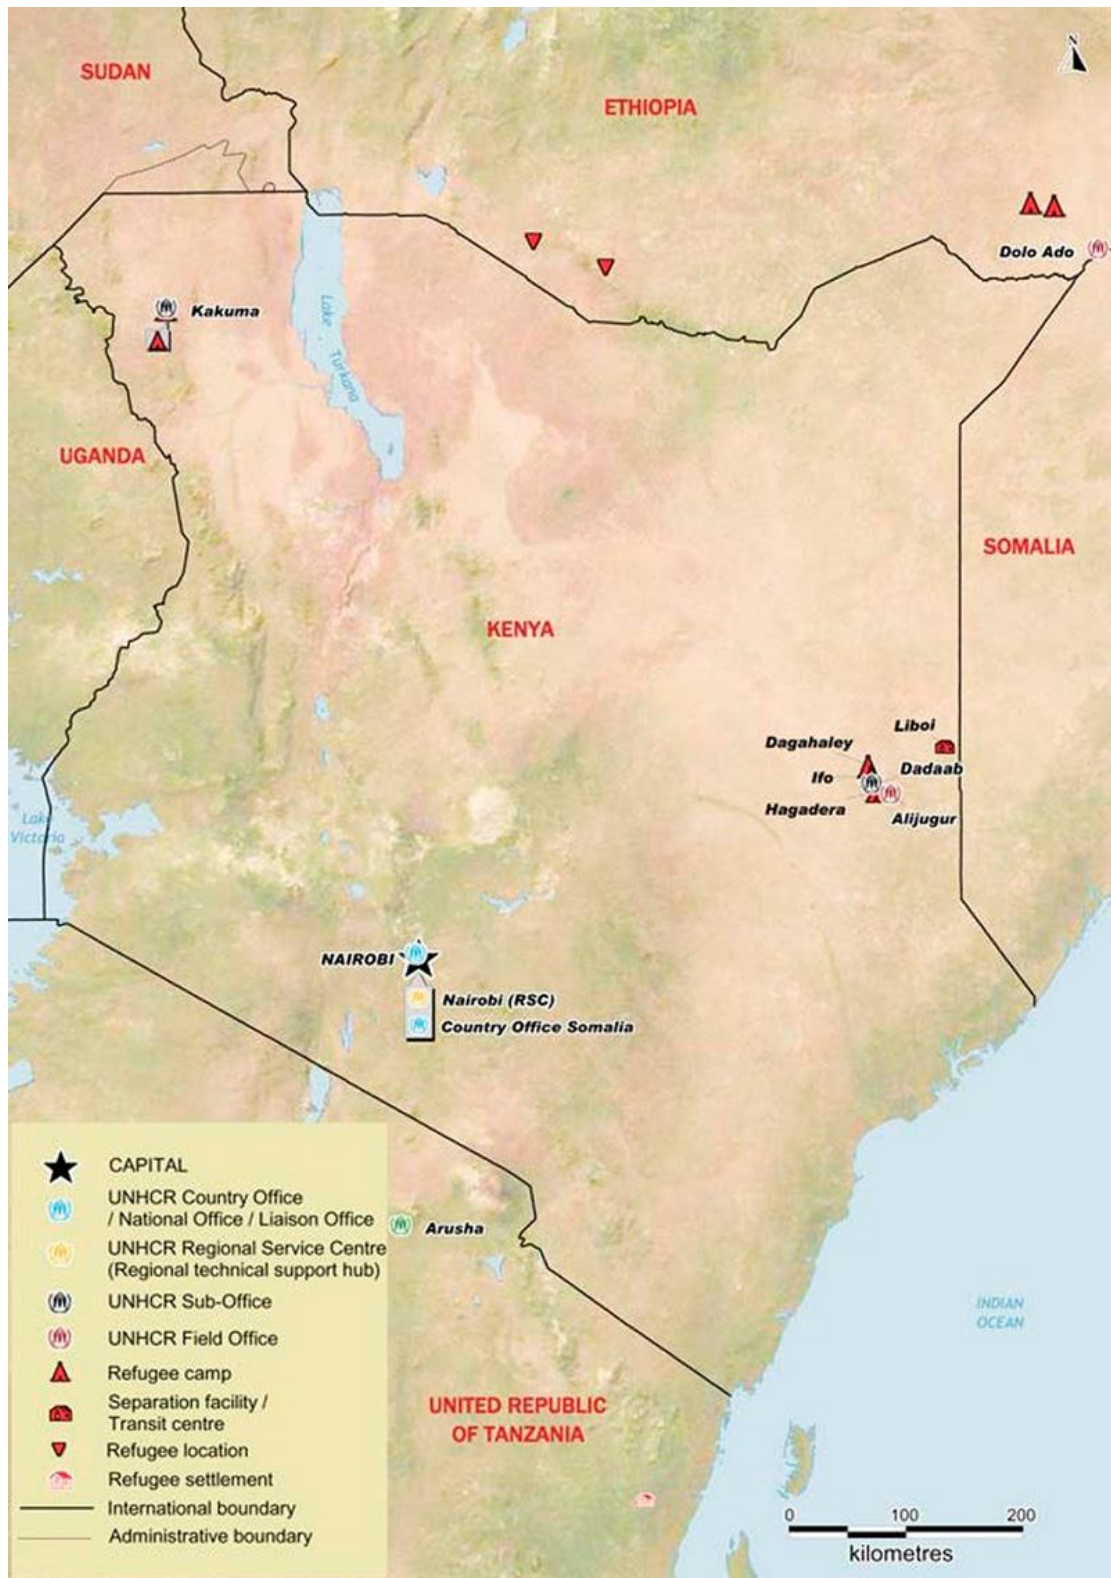 N
SUDAN
ETHIOPIA
Dolo Ado
Kakuma
Lake
Turkana
UGANDA
SOMALIA
KENYA
Liboi
Dagahaley
Dadaab
Ifo
Hagadera
Alijugur
Lake
Victoria
NAIROBI
Nairobi (RSC)
Country Office Somalia
CAPITAL
UNHCR Country Office
/ National Office / Liaison Office
UNHCR Regional Service Centre
(Regional technical support hub)
UNHCR Sub-Office
UNHCR Field Office
Refugee camp
Separation facility /
Transit centre
Refugee location
Refugee settlement
International boundary
Administrative boundary
Arusha
INDIAN
OCEAN
UNITED REPUBLIC
OF TANZANIA
0 100 200
kilometres